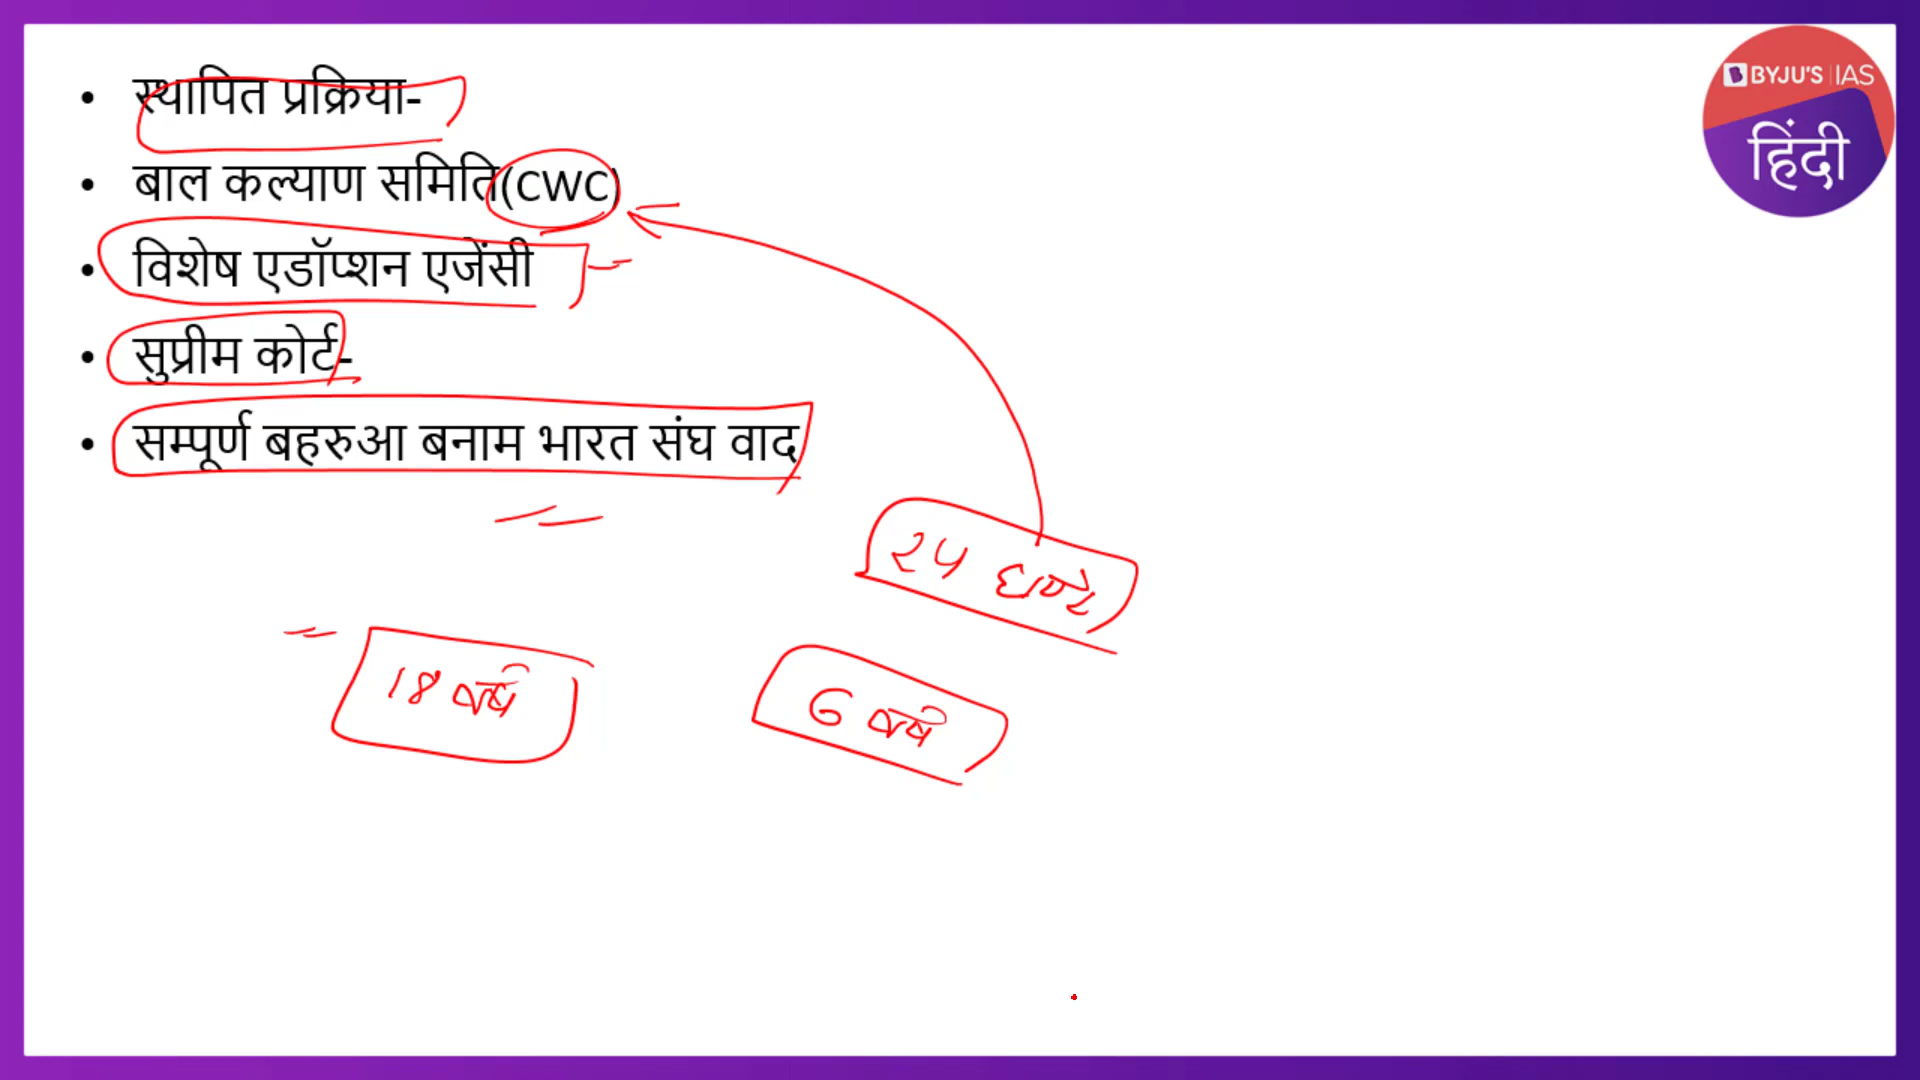 • स्थापित प्रक्रिया-
• बाल कल्याण समिति(CWC)
• विशेष एडॉप्शन एजेंसी
• सुप्रीम कोर्ट-
• सम्पूर्ण बहरुआ बनाम भारत संघ वाद
BYJU'S IAS
हिंदी
24 घण्टे
18 वर्ष
6 वर्ष